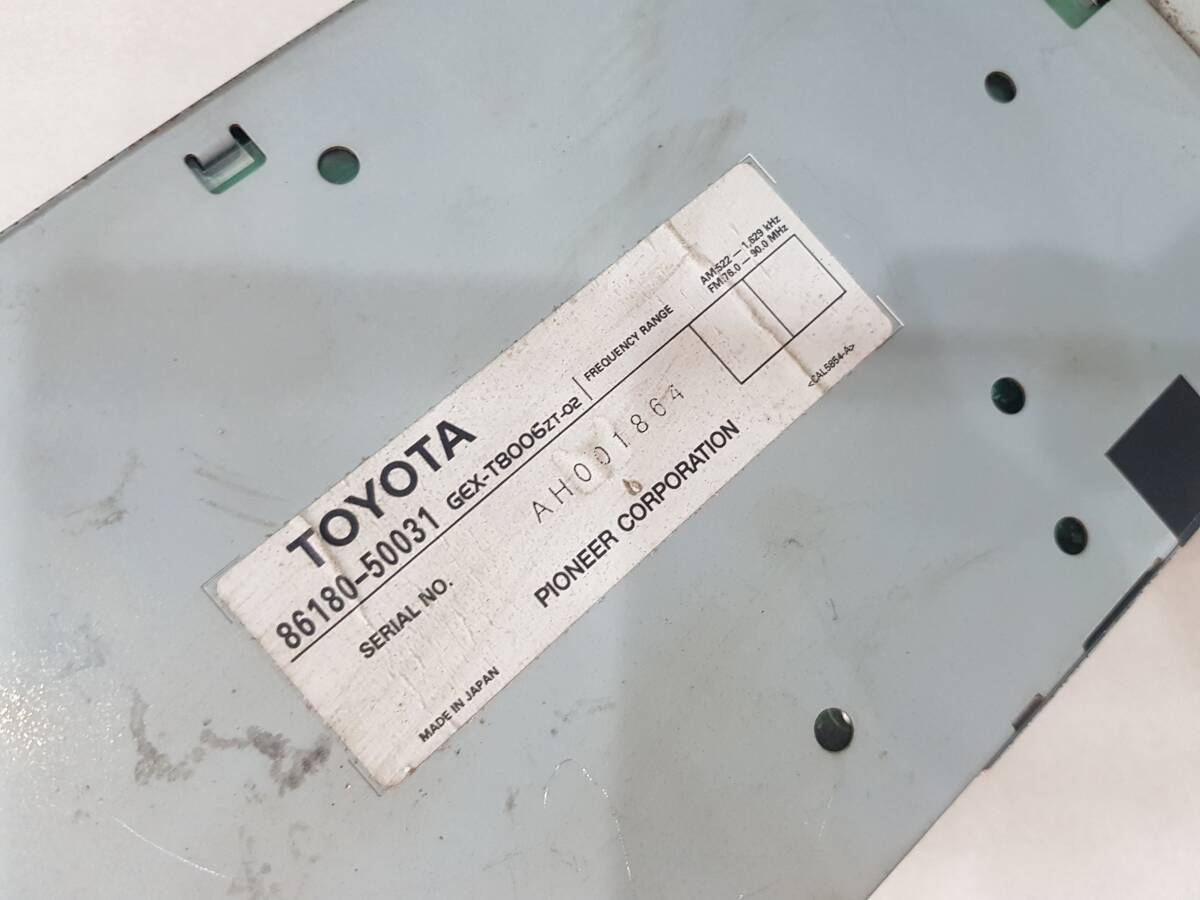 TOYOTA
86180-50031 GEX-T8006ZT-02
FREQUENCY RANGE
AM522 — 1,629 kHz
FM76.0 — 90.0 MHz
SERIAL NO.
AH001864
PIONEER CORPORATION
MADE IN JAPAN
<CAL5854-A>